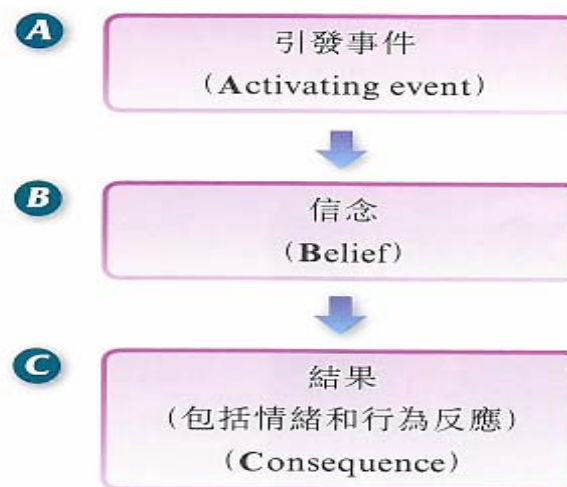 A
引發事件
(Activating event)
B
信念
(Belief)
C
結果
(包括情緒和行為反應)
(Consequence)